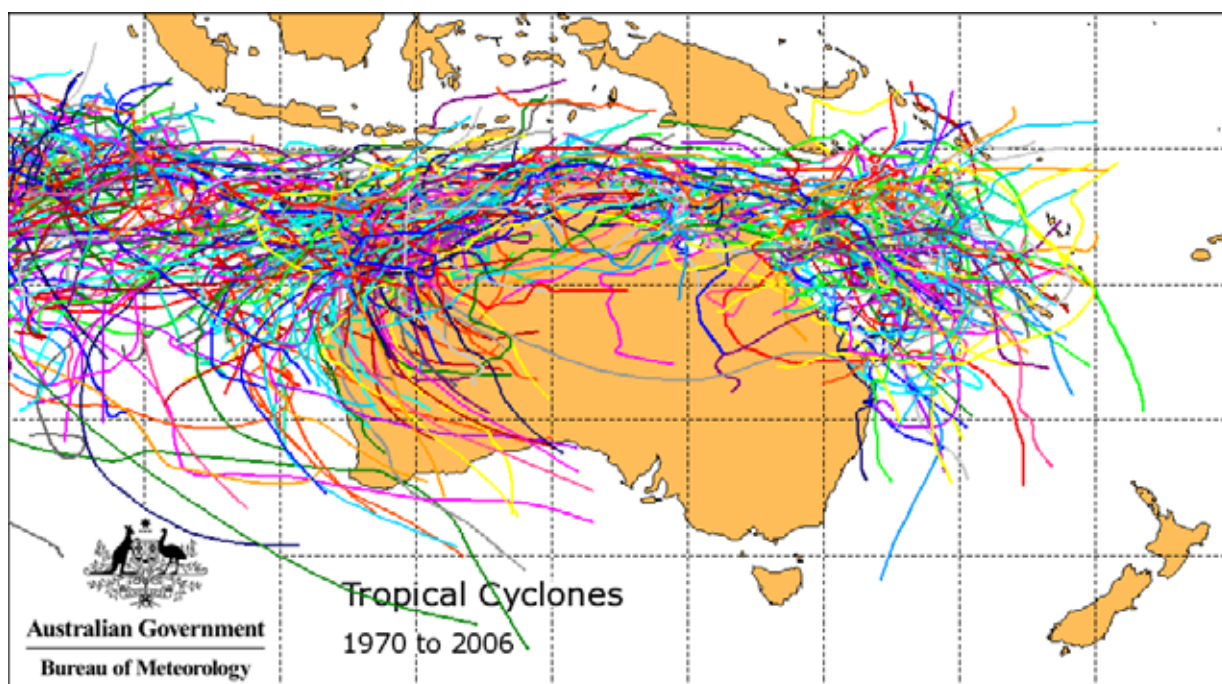 Tropical Cyclones
1970 to 2006
Australian Government
Bureau of Meteorology